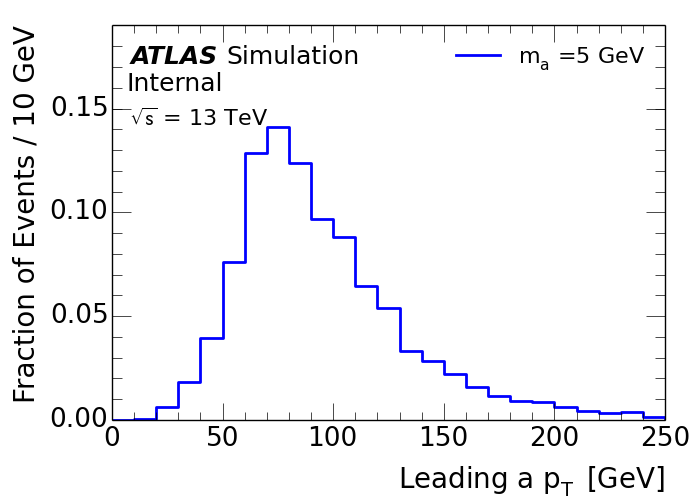 ATLAS Simulation
Internal
√s = 13 TeV
mₐ =5 GeV
Fraction of Events / 10 GeV
0.15
0.10
0.05
0.00
0 50 100 150 200 250
Leading a p_T [GeV]